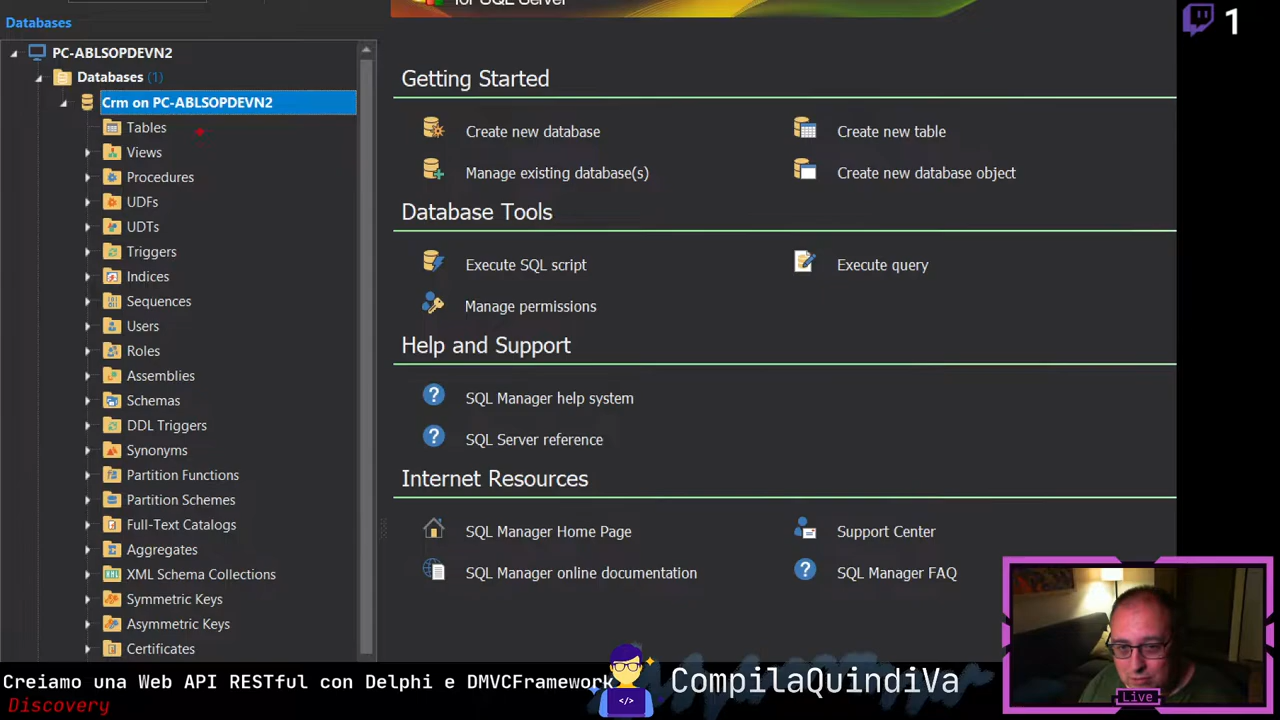 for SQL Server
Databases
1
PC-ABLSOPDEVN2
Databases (1)
Crm on PC-ABLSOPDEVN2
Tables
Views
Procedures
UDFs
UDTs
Triggers
Indices
Sequences
Users
Roles
Assemblies
Schemas
DDL Triggers
Synonyms
Partition Functions
Partition Schemes
Full-Text Catalogs
Aggregates
XML Schema Collections
Symmetric Keys
Asymmetric Keys
Certificates
Getting Started
Create new database
Create new table
Manage existing database(s)
Create new database object
Database Tools
Execute SQL script
Execute query
Manage permissions
Help and Support
SQL Manager help system
SQL Server reference
Internet Resources
SQL Manager Home Page
Support Center
SQL Manager online documentation
SQL Manager FAQ
Live
Creiamo una Web API RESTful con Delphi e DMVCFramework
Discovery
</> CompilaQuindiVa